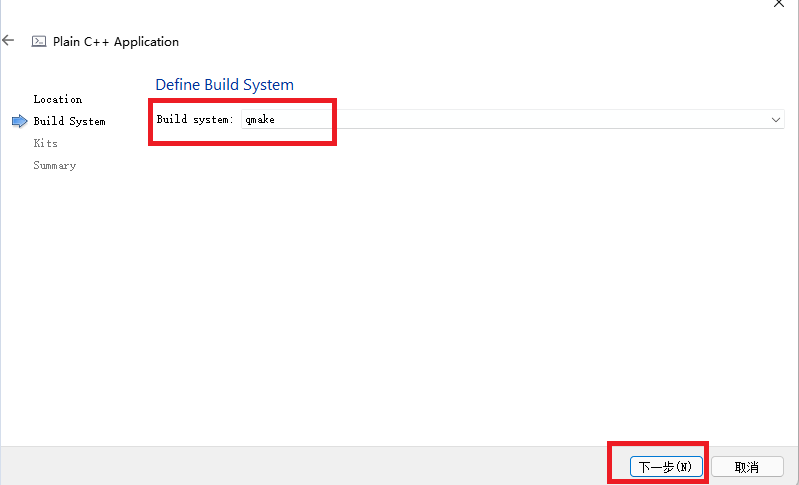 Plain C++ Application
Define Build System
Location
Build System
Build system: qmake
Kits
Summary
下一步(N)
取消